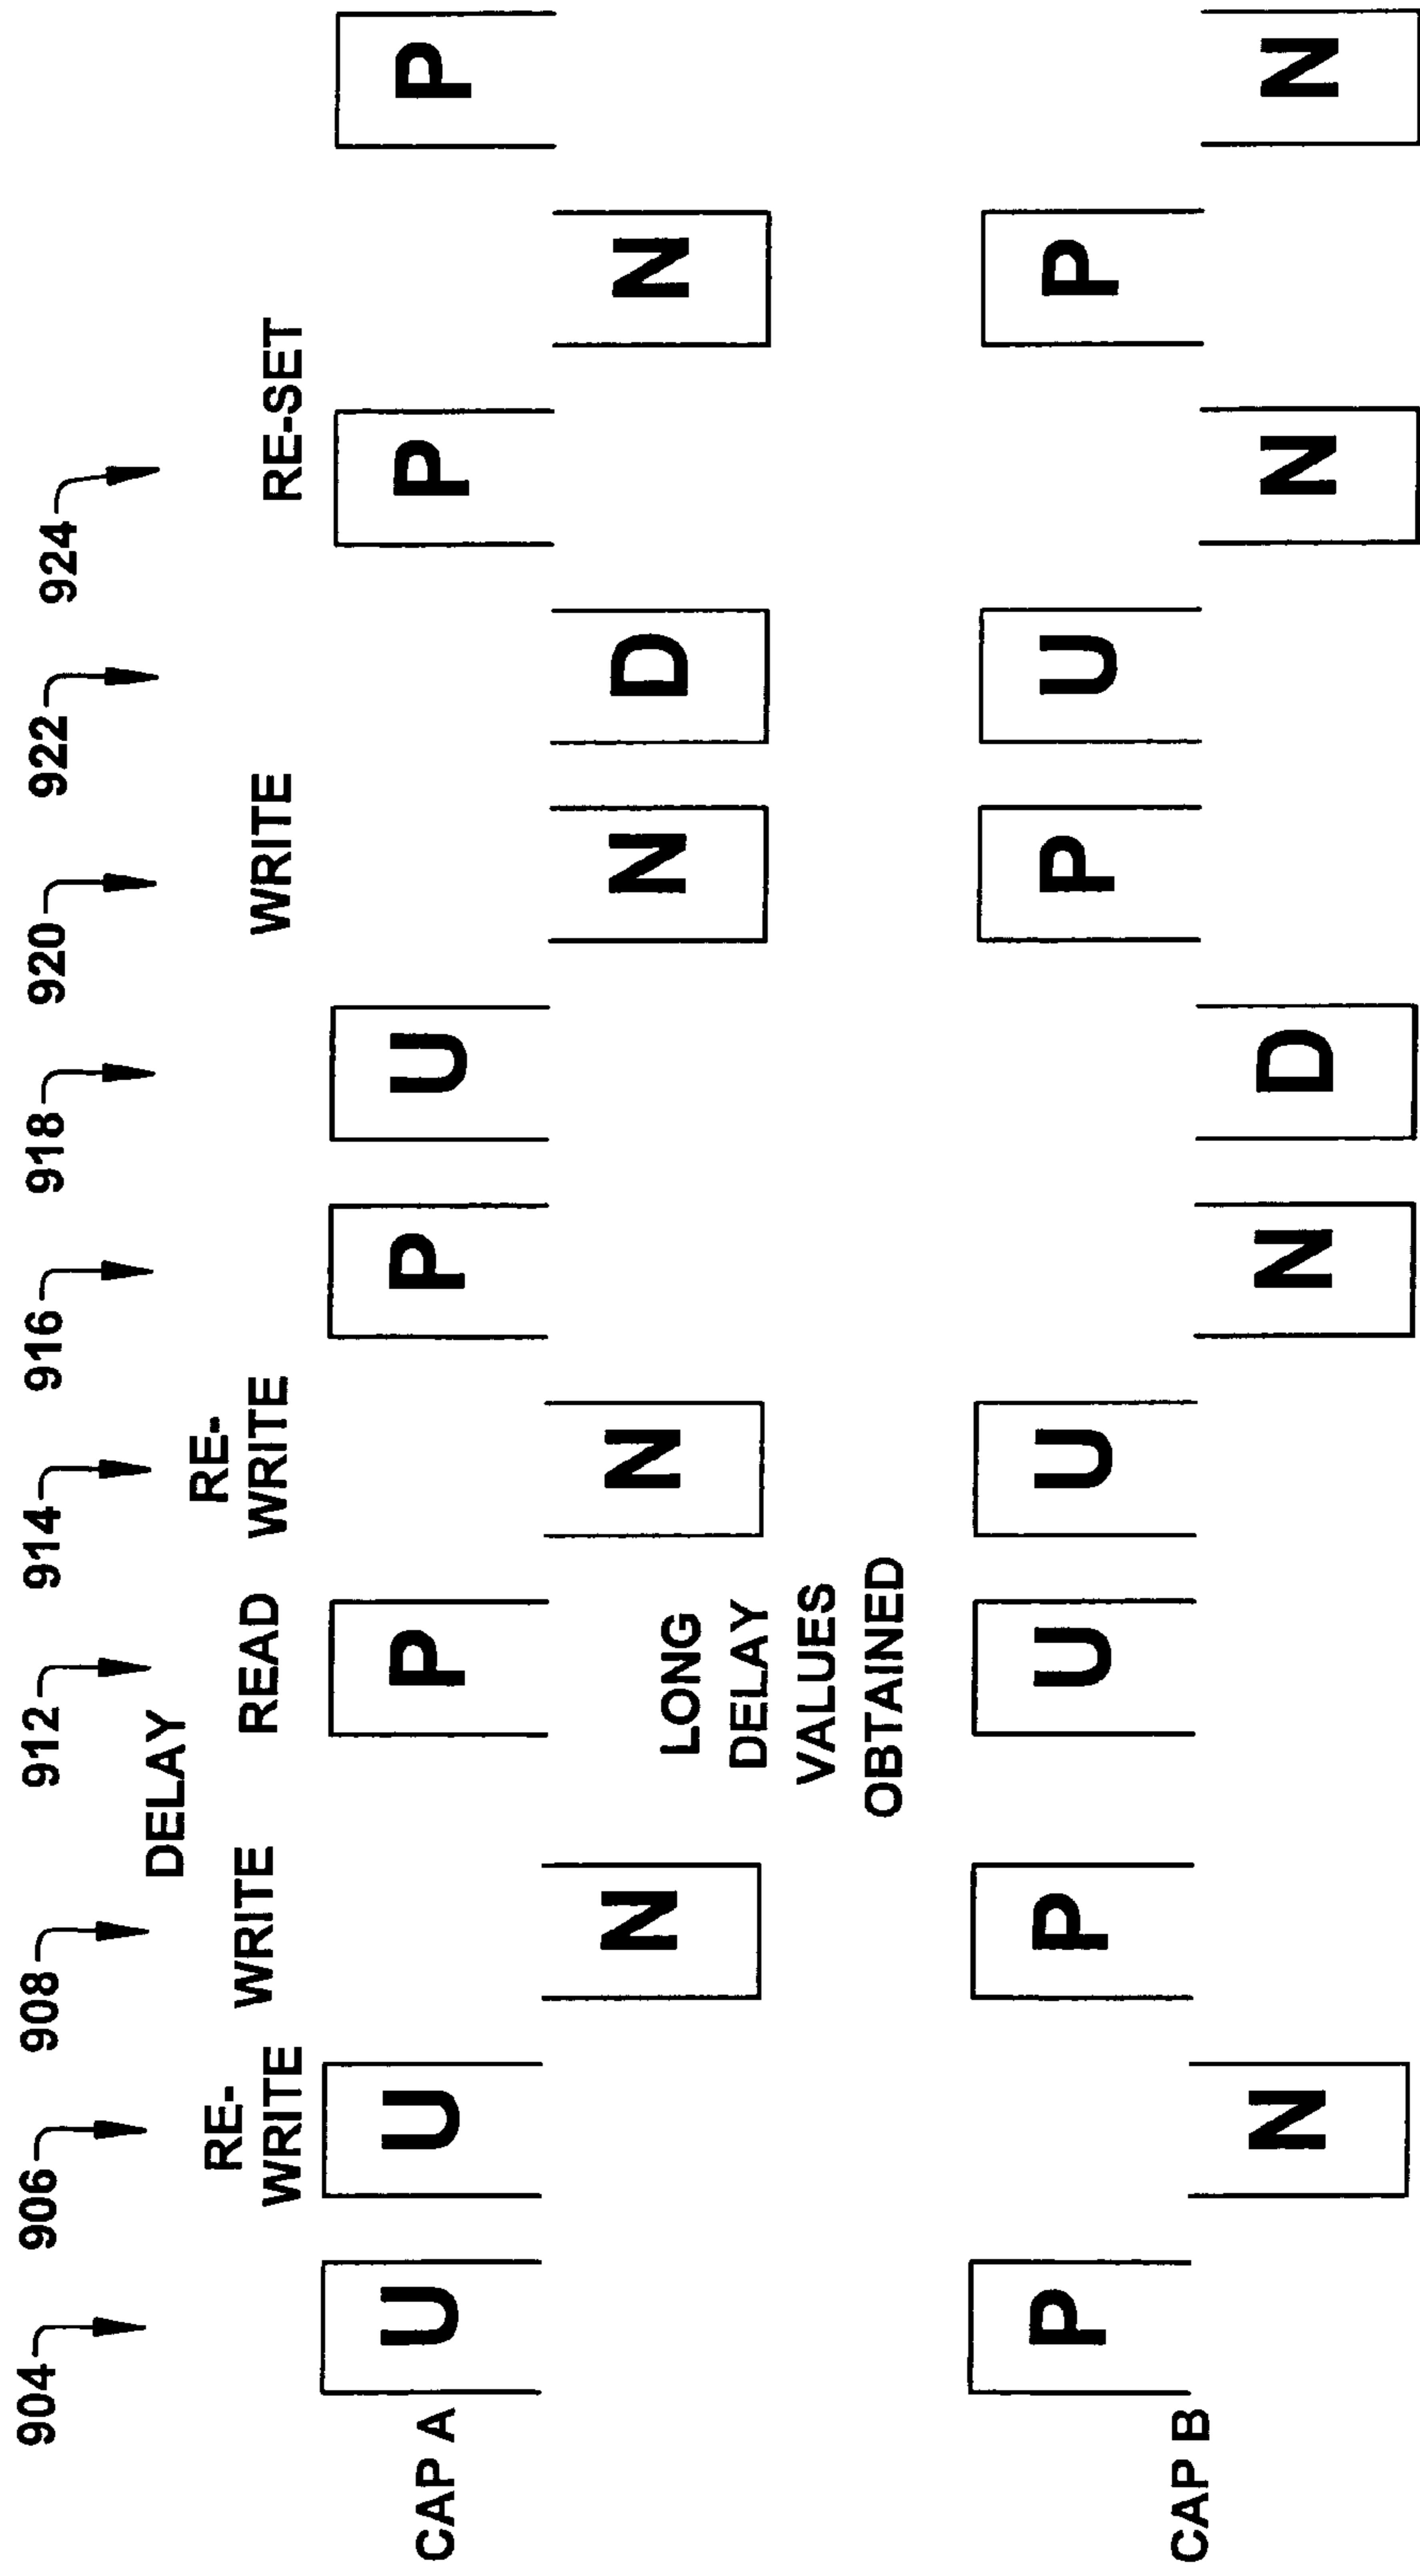 904 906 908 912 914 916 918 920 922 924
DELAY
RE-
WRITE
WRITE
READ
RE-
WRITE
WRITE
RE-SET
CAP A
U U N P N P U N D P N P
LONG
DELAY
VALUES
OBTAINED
CAP B
P N P U U N D P U N P N